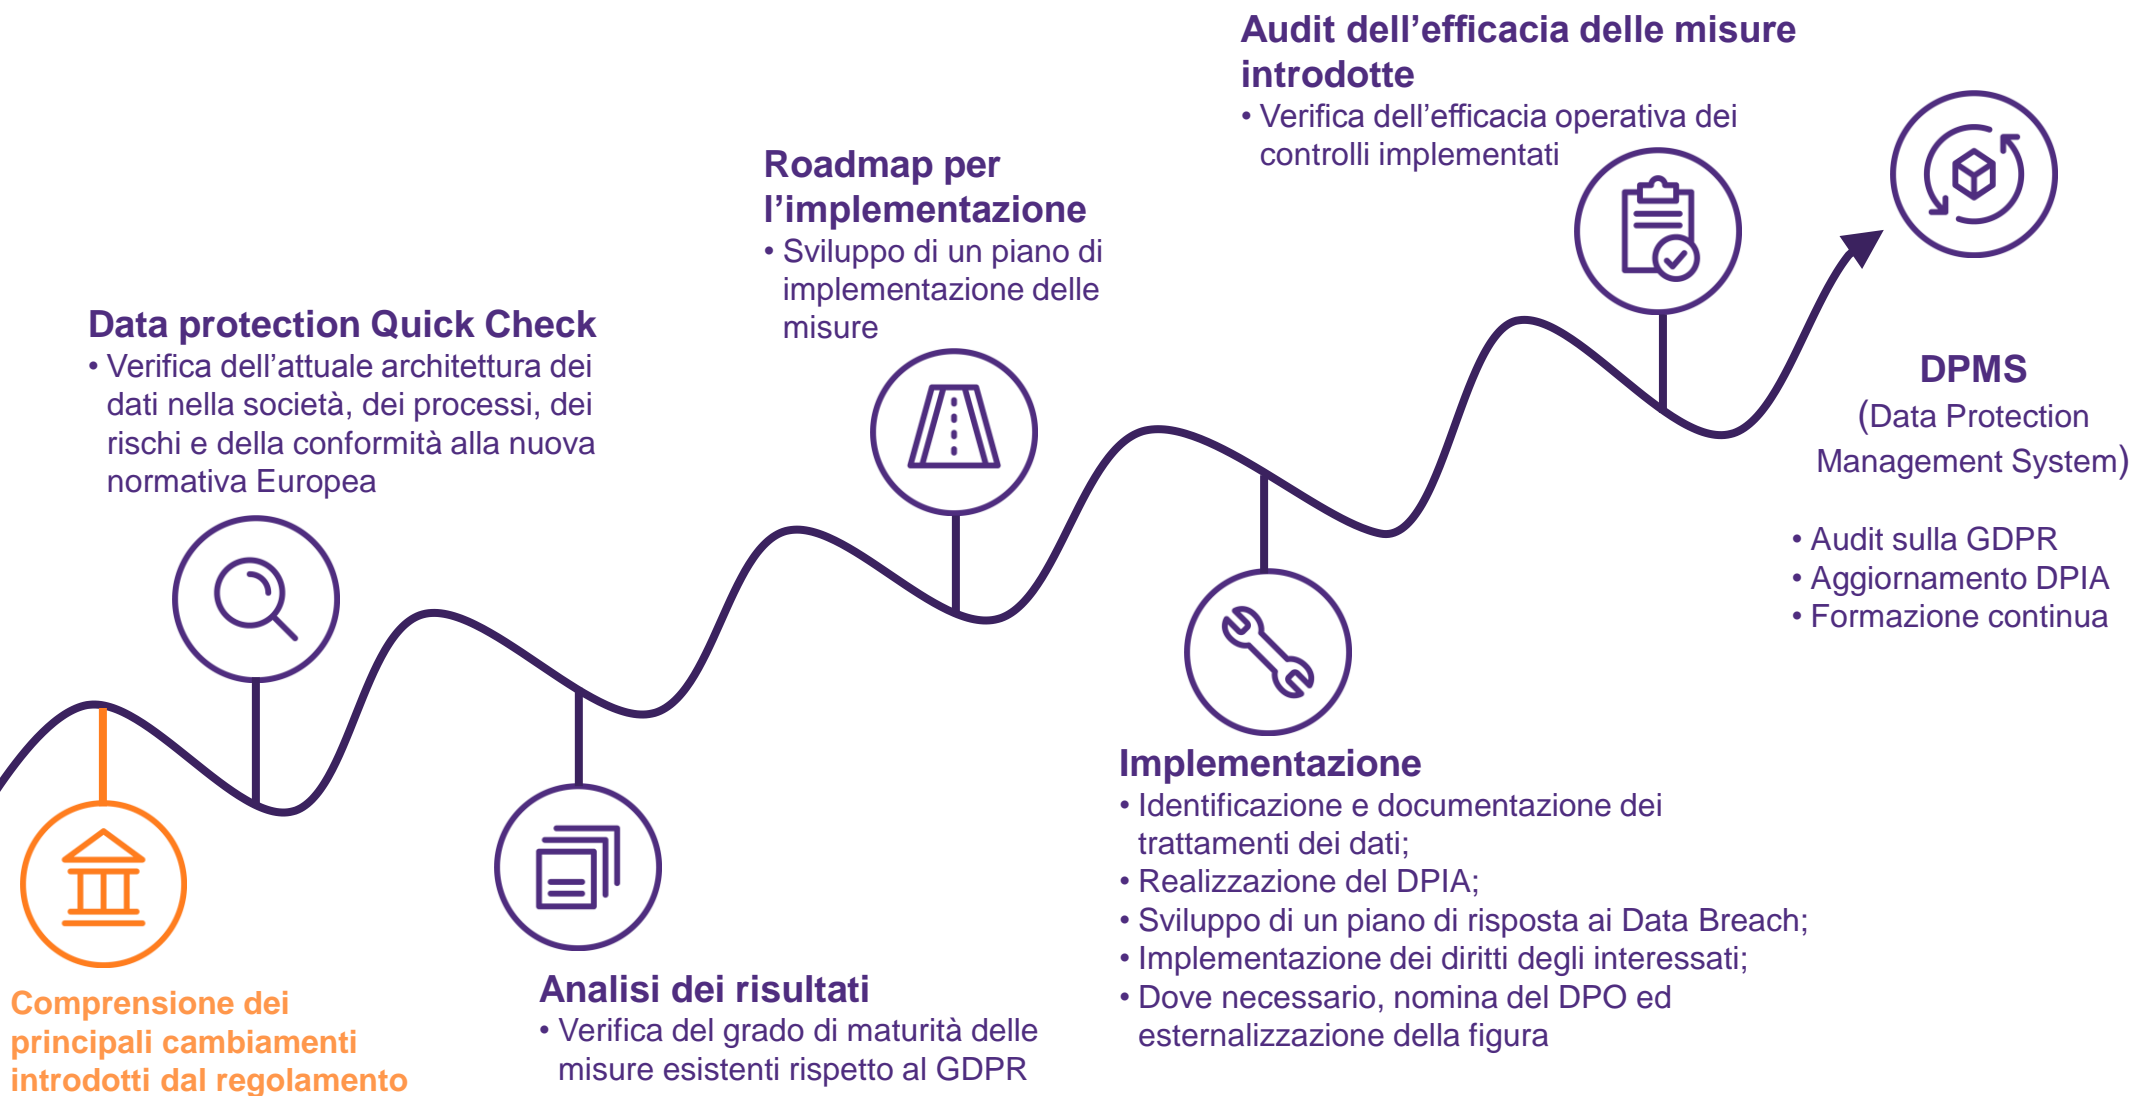 Audit dell’efficacia delle misure
introdotte
• Verifica dell’efficacia operativa dei
controlli implementati
Roadmap per
l’implementazione
• Sviluppo di un piano di
implementazione delle
misure
Data protection Quick Check
• Verifica dell’attuale architettura dei
dati nella società, dei processi, dei
rischi e della conformità alla nuova
normativa Europea
DPMS
(Data Protection
Management System)
• Audit sulla GDPR
• Aggiornamento DPIA
• Formazione continua
Implementazione
• Identificazione e documentazione dei
trattamenti dei dati;
• Realizzazione del DPIA;
• Sviluppo di un piano di risposta ai Data Breach;
• Implementazione dei diritti degli interessati;
• Dove necessario, nomina del DPO ed
esternalizzazione della figura
Analisi dei risultati
• Verifica del grado di maturità delle
misure esistenti rispetto al GDPR
Comprensione dei
principali cambiamenti
introdotti dal regolamento